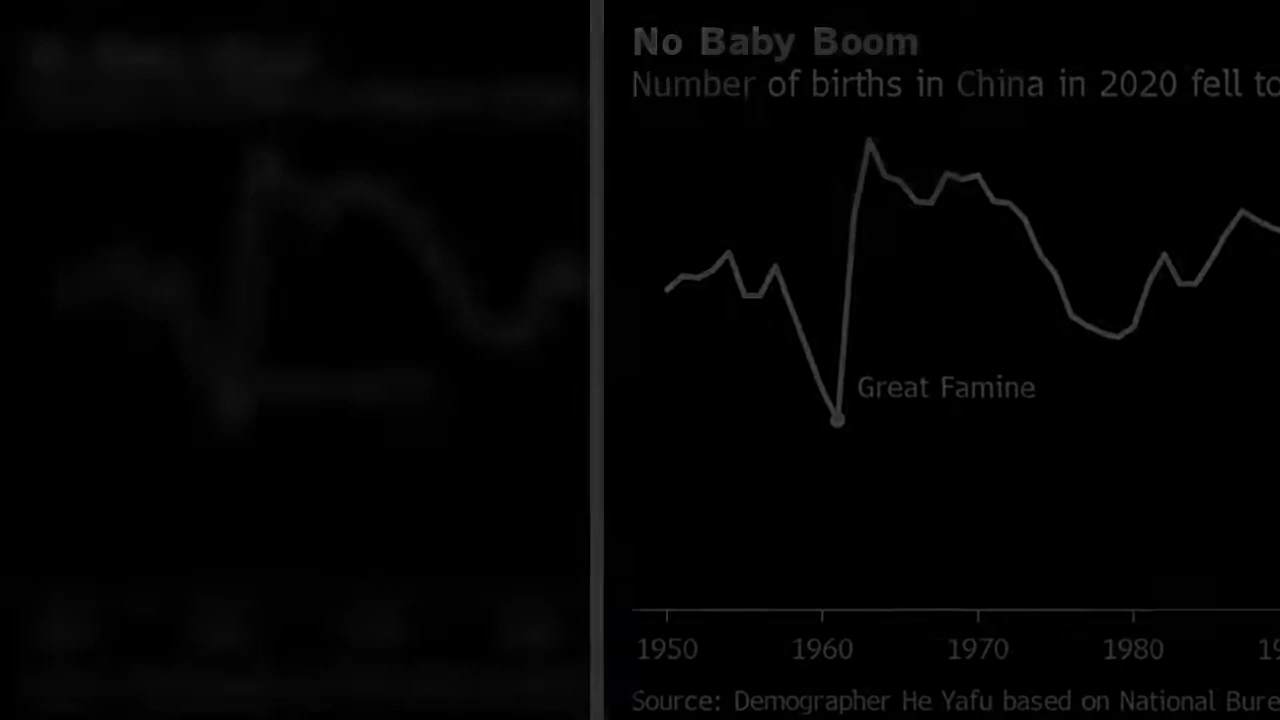 No Baby Boom
Number of births in China in 2020 fell to
Great Famine
1950 1960 1970 1980
Source: Demographer He Yafu based on National